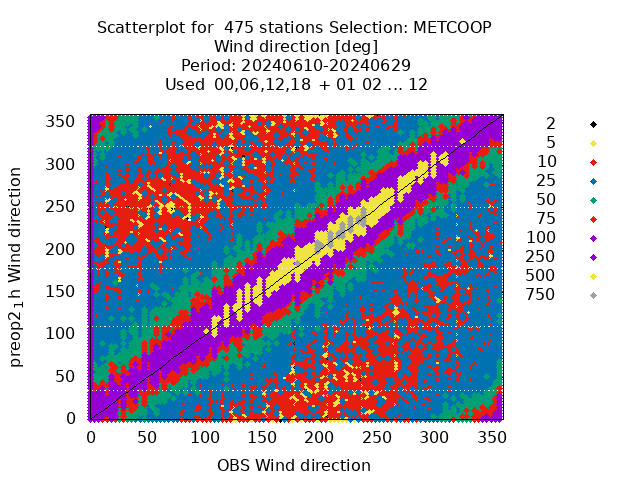 Scatterplot for  475 stations Selection: METCOOP
Wind direction [deg]
Period: 20240610-20240629
Used  00,06,12,18 + 01 02 ... 12
preop2_1h Wind direction
350
300
250
200
150
100
50
0
0 50 100 150 200 250 300 350
OBS Wind direction
2
5
10
25
50
75
100
250
500
750